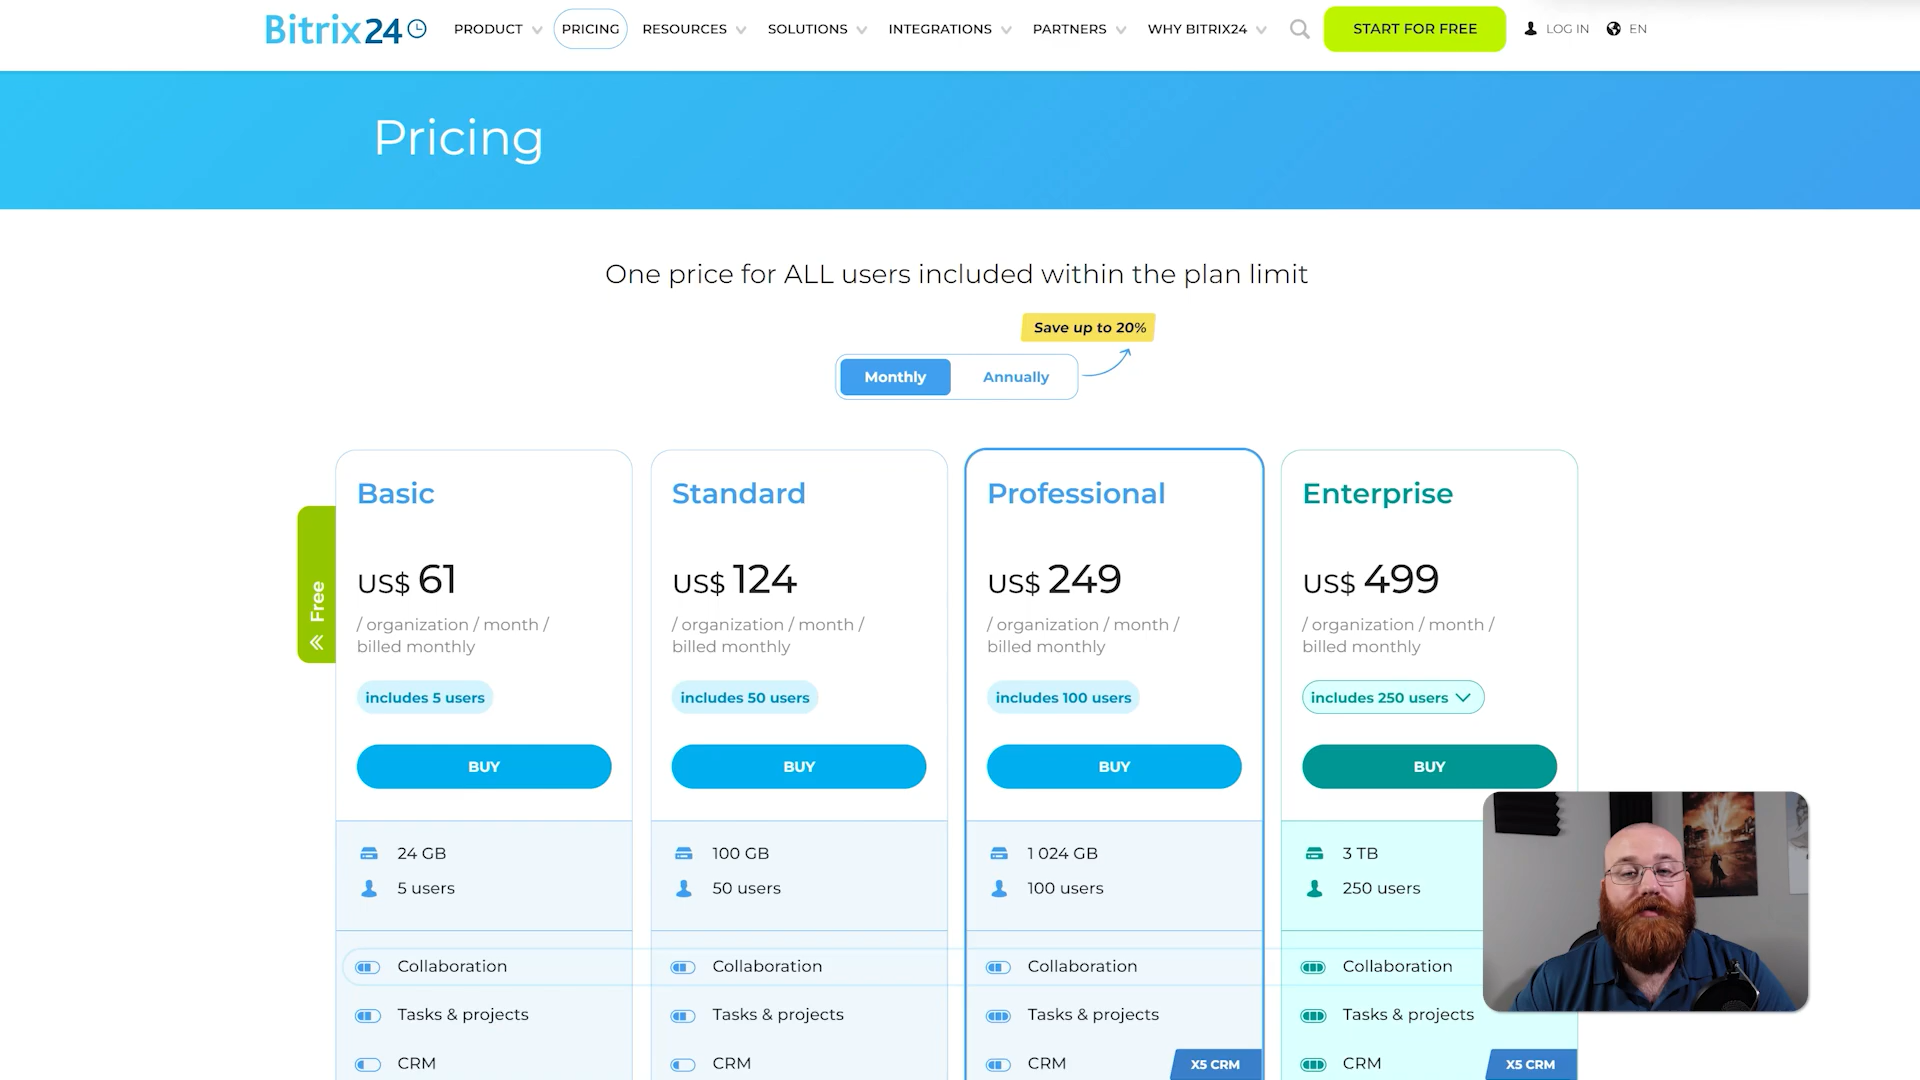 Bitrix24
PRODUCT
PRICING
RESOURCES
SOLUTIONS
INTEGRATIONS
PARTNERS
WHY BITRIX24
START FOR FREE
LOG IN
EN
Pricing
One price for ALL users included within the plan limit
Save up to 20%
Monthly
Annually
Free
Basic
US$ 61
/ organization / month /
billed monthly
includes 5 users
BUY
24 GB
5 users
Collaboration
Tasks & projects
CRM
Standard
US$ 124
/ organization / month /
billed monthly
includes 50 users
BUY
100 GB
50 users
Collaboration
Tasks & projects
CRM
Professional
US$ 249
/ organization / month /
billed monthly
includes 100 users
BUY
1 024 GB
100 users
Collaboration
Tasks & projects
CRM
X5 CRM
Enterprise
US$ 499
/ organization / month /
billed monthly
includes 250 users
BUY
3 TB
250 users
Collaboration
Tasks & projects
CRM
X5 CRM